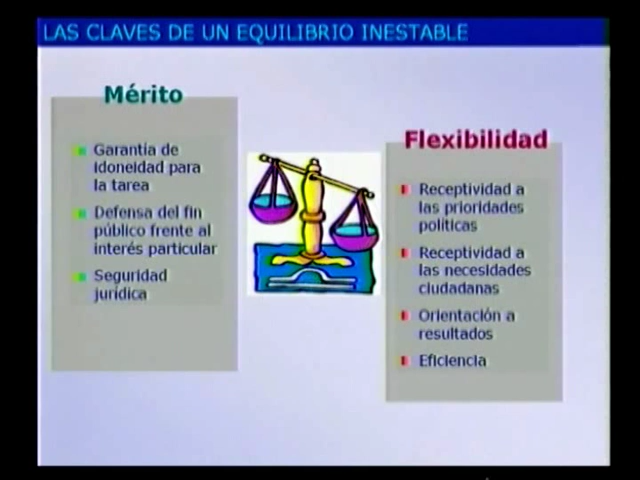 LAS CLAVES DE UN EQUILIBRIO INESTABLE
Mérito
Garantía de
idoneidad para
la tarea
Defensa del fin
público frente al
interés particular
Seguridad
jurídica
Flexibilidad
Receptividad a
las prioridades
políticas
Receptividad a
las necesidades
ciudadanas
Orientación a
resultados
Eficiencia